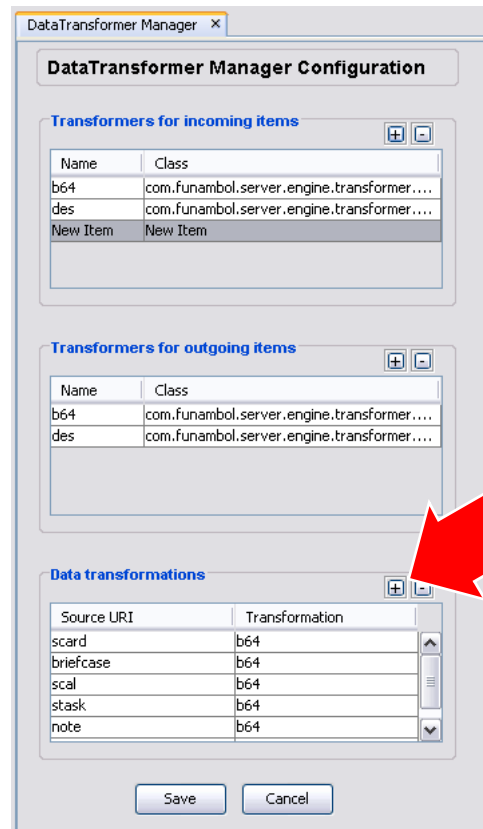 DataTransformer Manager ×
DataTransformer Manager Configuration
Transformers for incoming items
Name Class
b64 com.funambol.server.engine.transformer....
des com.funambol.server.engine.transformer....
New Item New Item
Transformers for outgoing items
Name Class
b64 com.funambol.server.engine.transformer....
des com.funambol.server.engine.transformer....
Data transformations
Source URI Transformation
scard b64
briefcase b64
scal b64
stask b64
note b64
Save Cancel